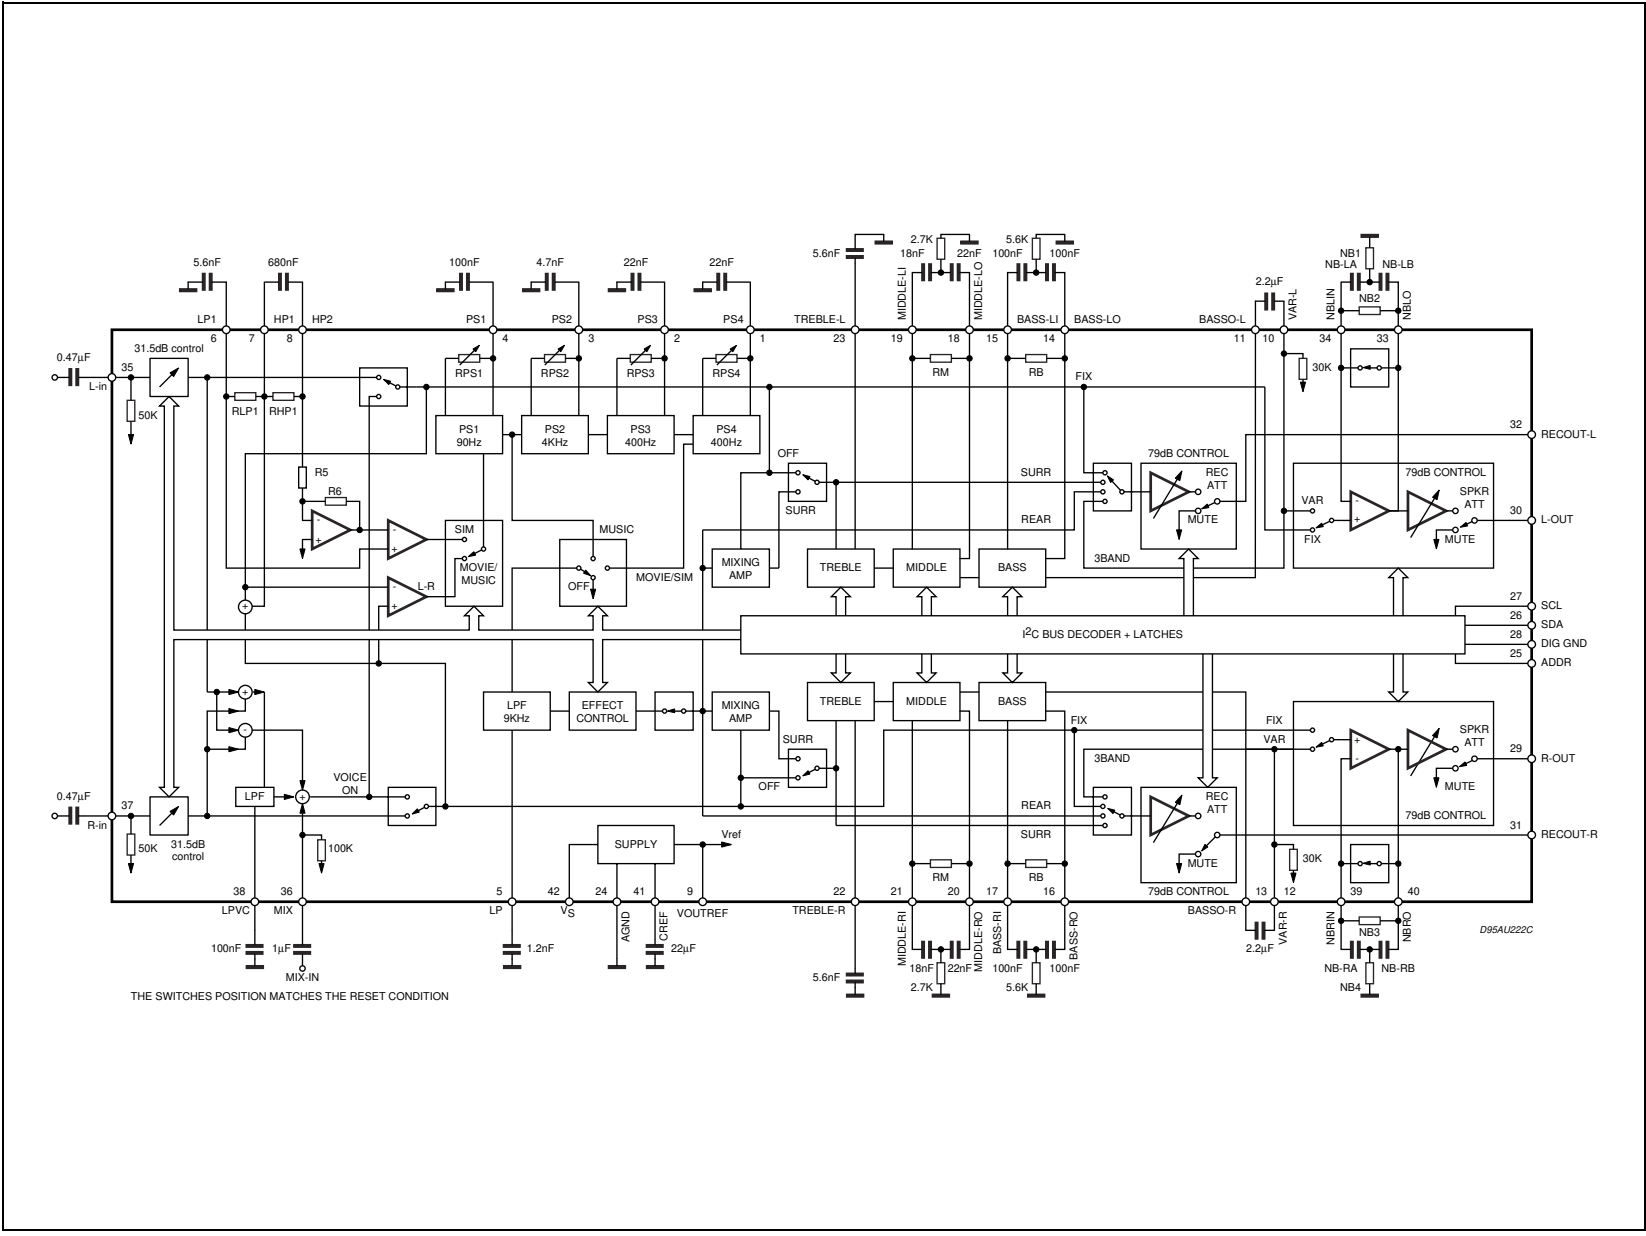 5.6nF 680nF 100nF 4.7nF 22nF 22nF
5.6nF 2.7K 18nF 22nF 5.6K 100nF 100nF
2.2µF NB1 NB-LA NB-LB NB2
MIDDLE-LI MIDDLE-LO VAR-L NBLIN NBLO
LP1 HP1 HP2 PS1 PS2 PS3 PS4 TREBLE-L BASS-LI BASS-LO BASSO-L
6 7 8 4 3 2 1 23 19 18 15 14 11 10 34 33
0.47µF 35 L-in 31.5dB control
50K RLP1 RHP1 RPS1 RPS2 RPS3 RPS4 RM RB 30K
FIX
PS1 90Hz PS2 4KHz PS3 400Hz PS4 400Hz
32 RECOUT-L
OFF SURR
SURR 79dB CONTROL REC ATT MUTE
79dB CONTROL SPKR ATT MUTE
VAR FIX
30 L-OUT
R5 R6
- +
- +
- +
SIM MOVIE/ MUSIC
L-R
MUSIC OFF MOVIE/SIM
REAR
3BAND
MIXING AMP TREBLE MIDDLE BASS
+
I2C BUS DECODER + LATCHES
27 SCL
26 SDA
28 DIG GND
25 ADDR
+
-
LPF 9KHz EFFECT CONTROL MIXING AMP TREBLE MIDDLE BASS
SURR OFF
FIX
3BAND
FIX VAR
+ -
SPKR ATT MUTE
79dB CONTROL
29 R-OUT
VOICE ON
LPF +
0.47µF 37 R-in
50K 31.5dB control
100K
REAR
SURR
REC ATT MUTE
79dB CONTROL
31 RECOUT-R
SUPPLY Vref
RM RB 30K
38 36 5 42 24 41 9 22 21 20 17 16 13 12 39 40
LPVC MIX LP VS AGND CREF VOUTREF TREBLE-R MIDDLE-RI MIDDLE-RO BASS-RI BASS-RO BASSO-R VAR-R NBRIN NBRO
100nF 1µF 1.2nF 22µF
5.6nF 18nF 22nF 2.7K 100nF 100nF 5.6K 2.2µF
NB3 NB-RA NB-RB NB4
D95AU222C
MIX-IN
THE SWITCHES POSITION MATCHES THE RESET CONDITION